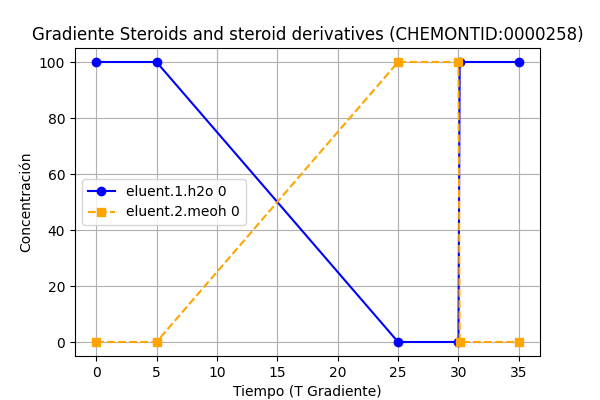 Gradiente Steroids and steroid derivatives (CHEMONTID:0000258)
100
80
60
40
20
0
Concentración
eluent.1.h2o 0
eluent.2.meoh 0
0 5 10 15 20 25 30 35
Tiempo (T Gradiente)